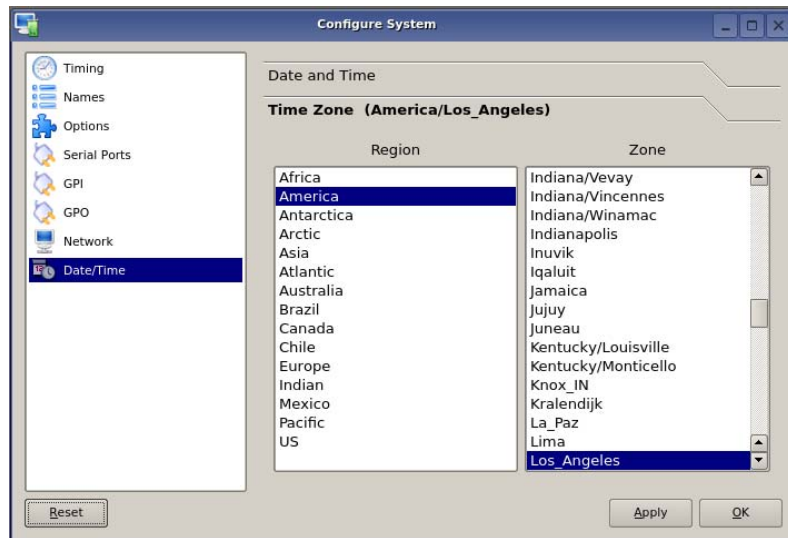 Configure System
Timing
Names
Options
Serial Ports
GPI
GPO
Network
Date/Time
Date and Time
Time Zone (America/Los_Angeles)
Region
Africa
America
Antarctica
Arctic
Asia
Atlantic
Australia
Brazil
Canada
Chile
Europe
Indian
Mexico
Pacific
US
Zone
Indiana/Vevay
Indiana/Vincennes
Indiana/Winamac
Indianapolis
Inuvik
Iqaluit
Jamaica
Jujuy
Juneau
Kentucky/Louisville
Kentucky/Monticello
Knox_IN
Kralendijk
La_Paz
Lima
Los_Angeles
Reset
Apply
OK